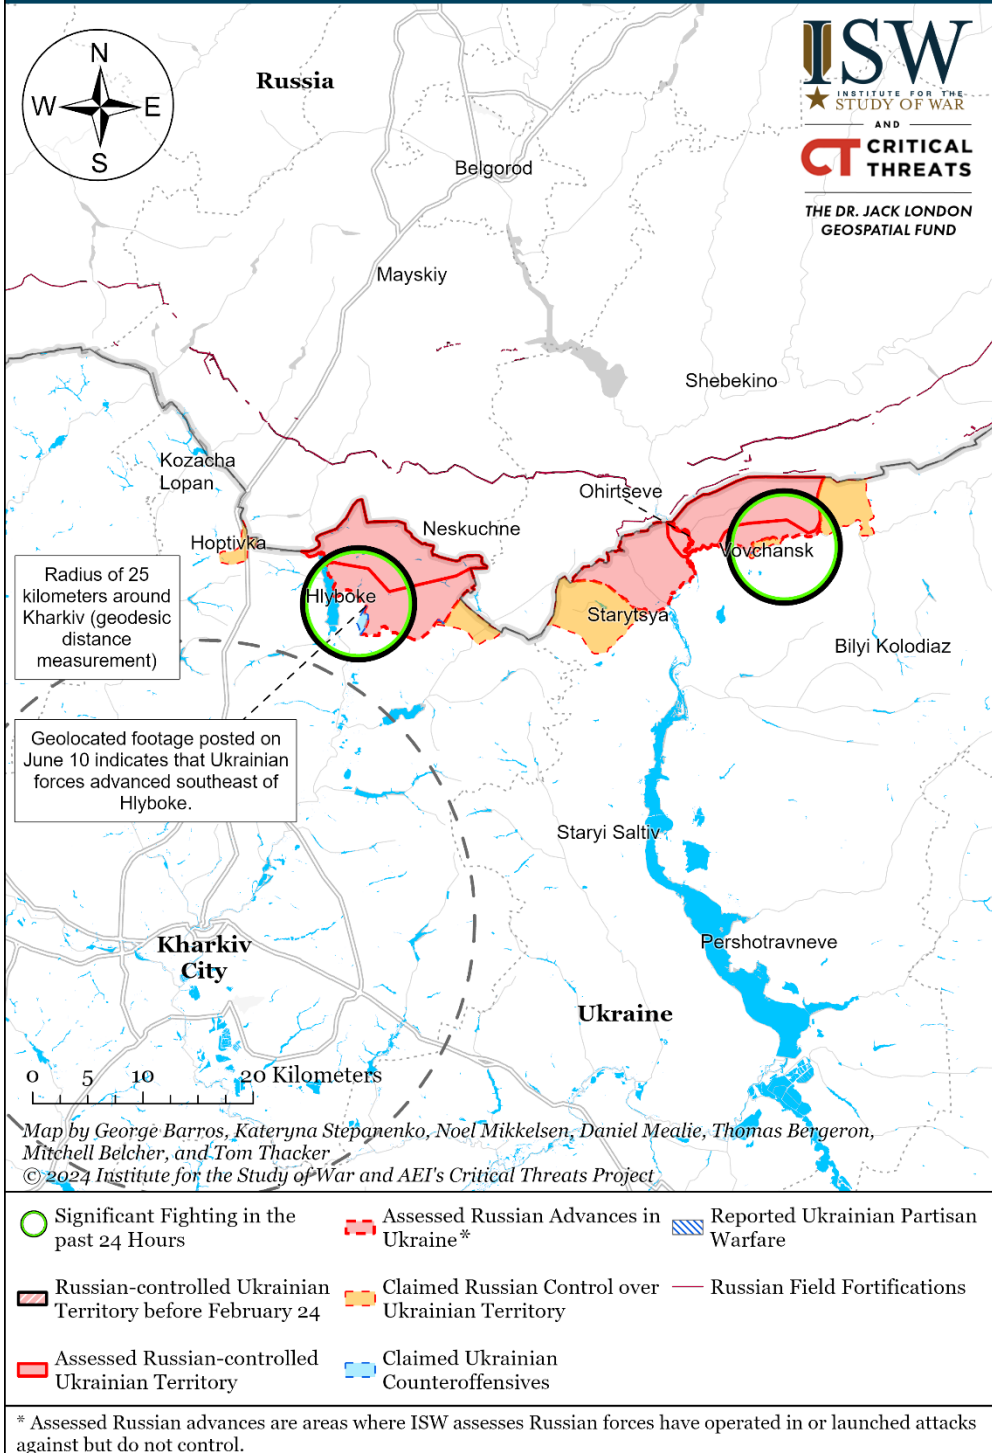 N
W
E
S
Russia
ISW
INSTITUTE FOR THE
STUDY OF WAR
AND
CT CRITICAL
THREATS
THE DR. JACK LONDON
GEOSPATIAL FUND
Belgorod
Mayskiy
Shebekino
Kozacha
Lopan
Ohirtseve
Neskuchne
Hoptivka
Vovchansk
Radius of 25
kilometers around
Kharkiv (geodesic
distance
measurement)
Hlyboke
Starytsya
Bilyi Kolodiaz
Geolocated footage posted on
June 10 indicates that Ukrainian
forces advanced southeast of
Hlyboke.
Staryi Saltiv
Kharkiv
City
Pershotravneve
Ukraine
0 5 10 20 Kilometers
Map by George Barros, Kateryna Stepanenko, Noel Mikkelsen, Daniel Mealie, Thomas Bergeron,
Mitchell Belcher, and Tom Thacker
© 2024 Institute for the Study of War and AEI's Critical Threats Project
Significant Fighting in the
past 24 Hours
Russian-controlled Ukrainian
Territory before February 24
Assessed Russian-controlled
Ukrainian Territory
Assessed Russian Advances in
Ukraine*
Claimed Russian Control over
Ukrainian Territory
Claimed Ukrainian
Counteroffensives
Reported Ukrainian Partisan
Warfare
Russian Field Fortifications
* Assessed Russian advances are areas where ISW assesses Russian forces have operated in or launched attacks
against but do not control.